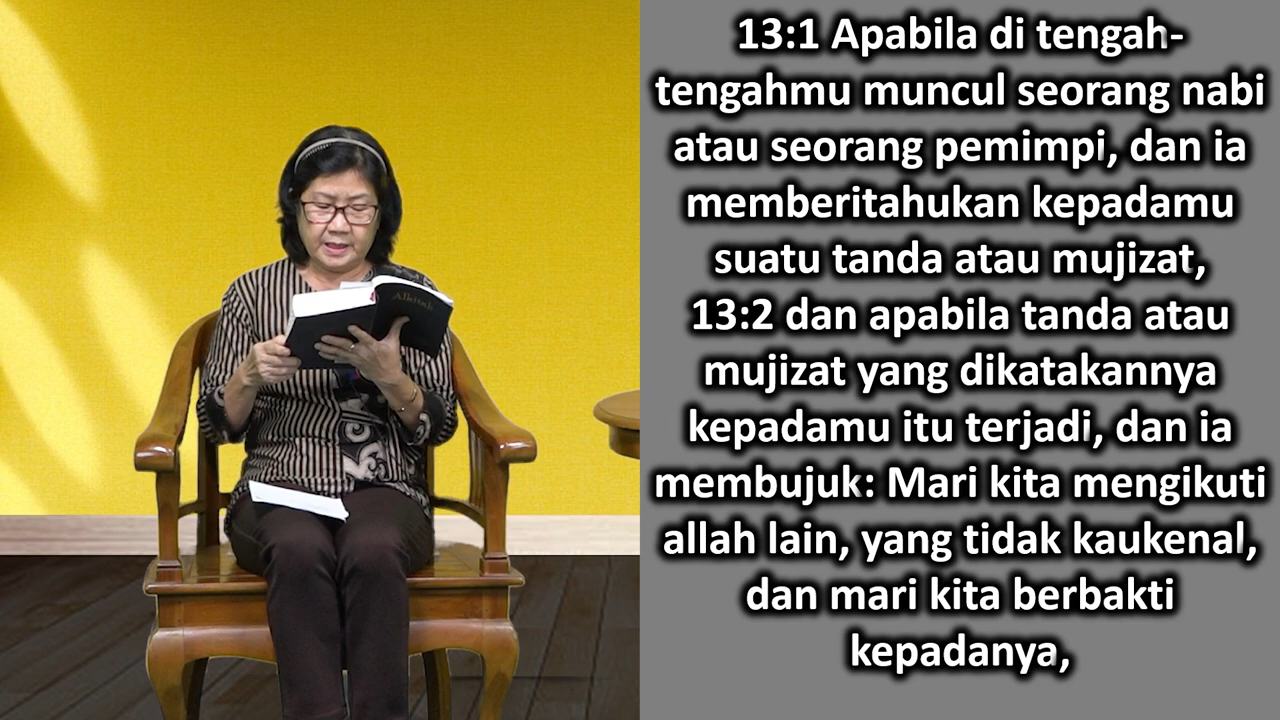 Alkitab
13:1 Apabila di tengah-
tengahmu muncul seorang nabi
atau seorang pemimpi, dan ia
memberitahukan kepadamu
suatu tanda atau mujizat,
13:2 dan apabila tanda atau
mujizat yang dikatakannya
kepadamu itu terjadi, dan ia
membujuk: Mari kita mengikuti
allah lain, yang tidak kaukenal,
dan mari kita berbakti
kepadanya,